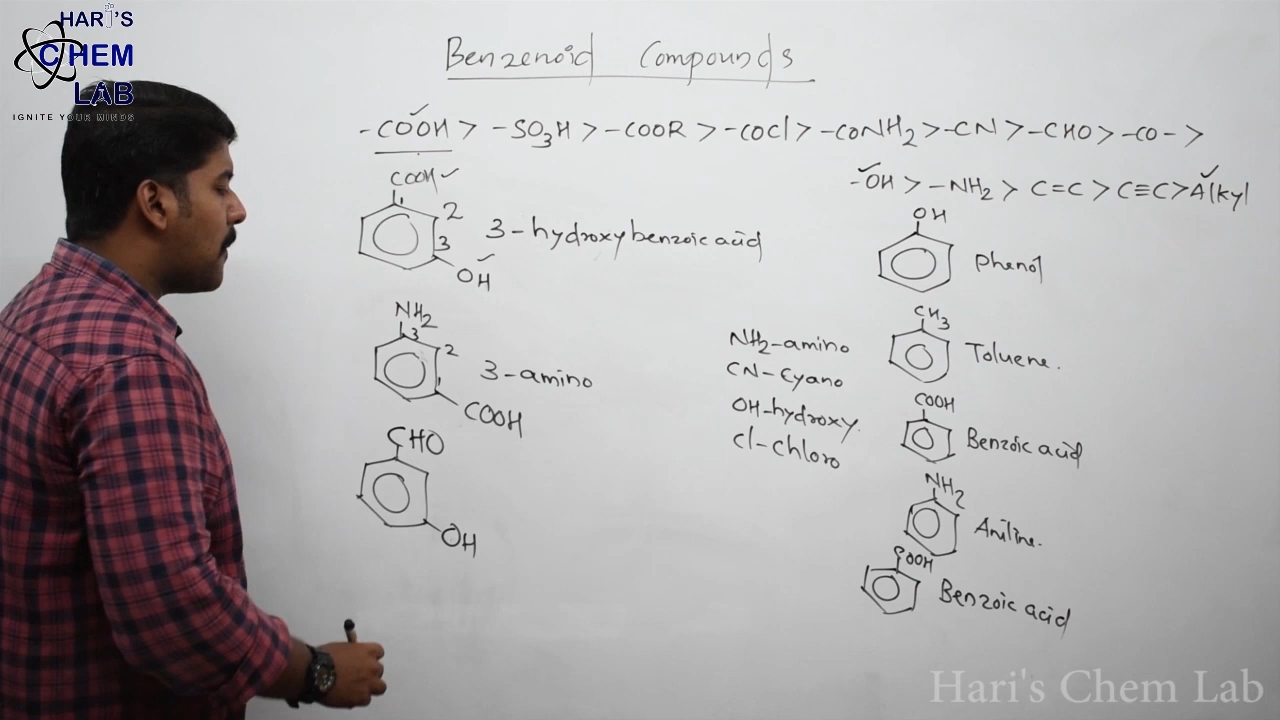 HARI'S
CHEM
LAB
IGNITE YOUR MINDS
Benzenoid Compounds
-COOH > -SO3H > -COOR > -COCl > -CONH2 > -CN > -CHO > -CO- >
-OH > -NH2 > C=C > C≡C > Alkyl
COOH
2
3
OH
3-hydroxybenzoic acid
NH2
3
2
1
COOH
3-amino
CHO
OH
NH2-amino
CN-cyano
OH-hydroxy.
Cl-chloro
OH
Phenol
CH3
Toluene.
COOH
Benzoic acid
NH2
Aniline.
COOH
Benzoic acid
Hari's Chem Lab